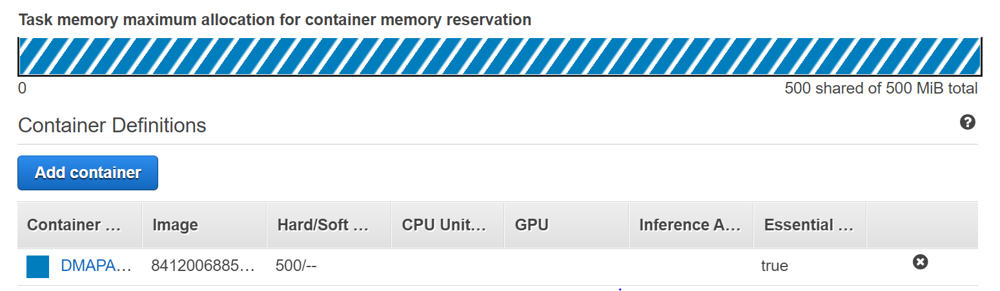 Task memory maximum allocation for container memory reservation
0 500 shared of 500 MiB total
Container Definitions
?
Add container
Container ... Image Hard/Soft ... CPU Unit... GPU Inference A... Essential ...
DMAPA... 8412006885... 500/-- true